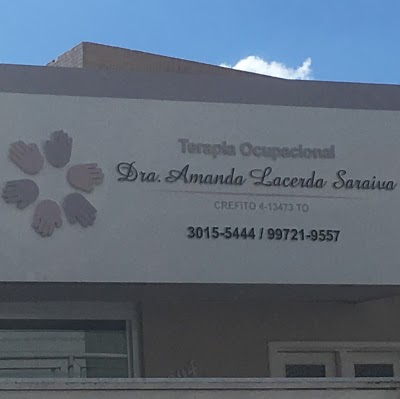 Terapia Ocupacional
Dra. Amanda Lacerda Saraiva
CREFITO 4-13473 TO
3015-5444 / 99721-9557